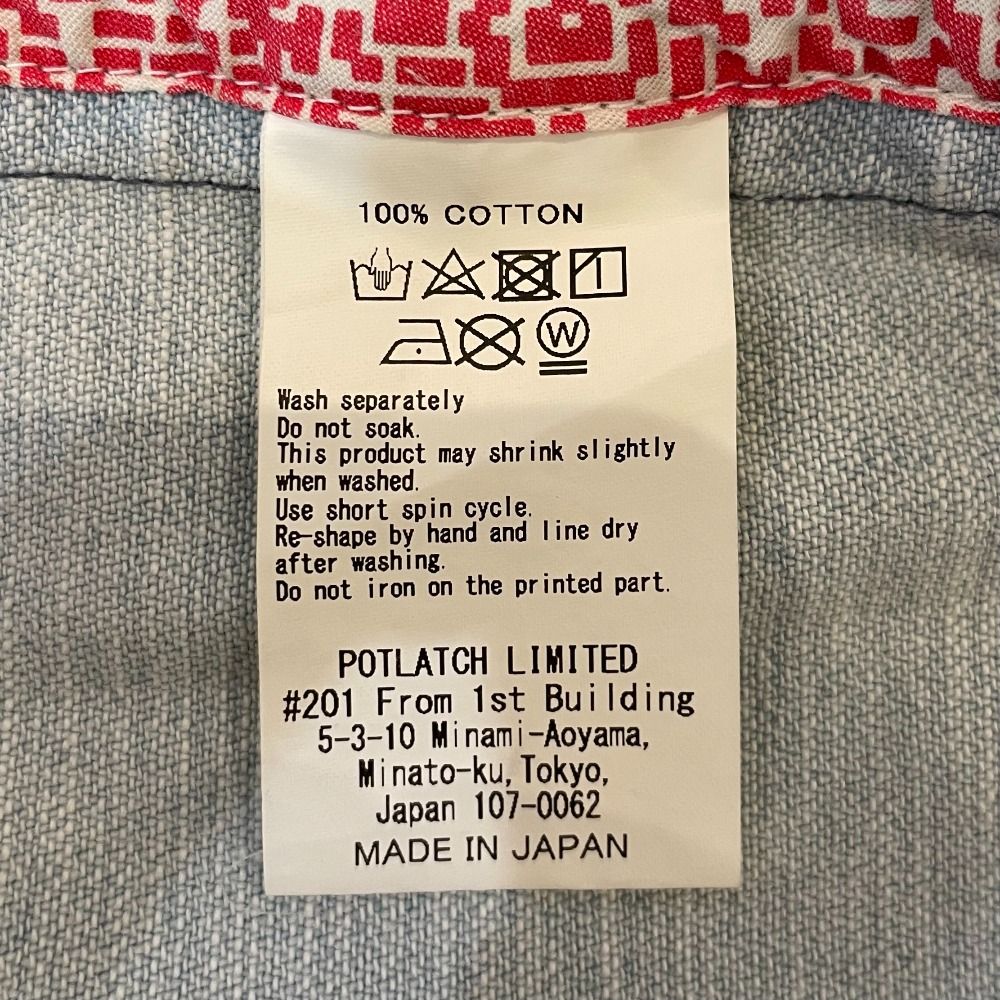 100% COTTON
W
Wash separately
Do not soak.
This product may shrink slightly
when washed.
Use short spin cycle.
Re-shape by hand and line dry
after washing.
Do not iron on the printed part.
POTLATCH LIMITED
#201 From 1st Building
5-3-10 Minami-Aoyama,
Minato-ku, Tokyo,
Japan 107-0062
MADE IN JAPAN